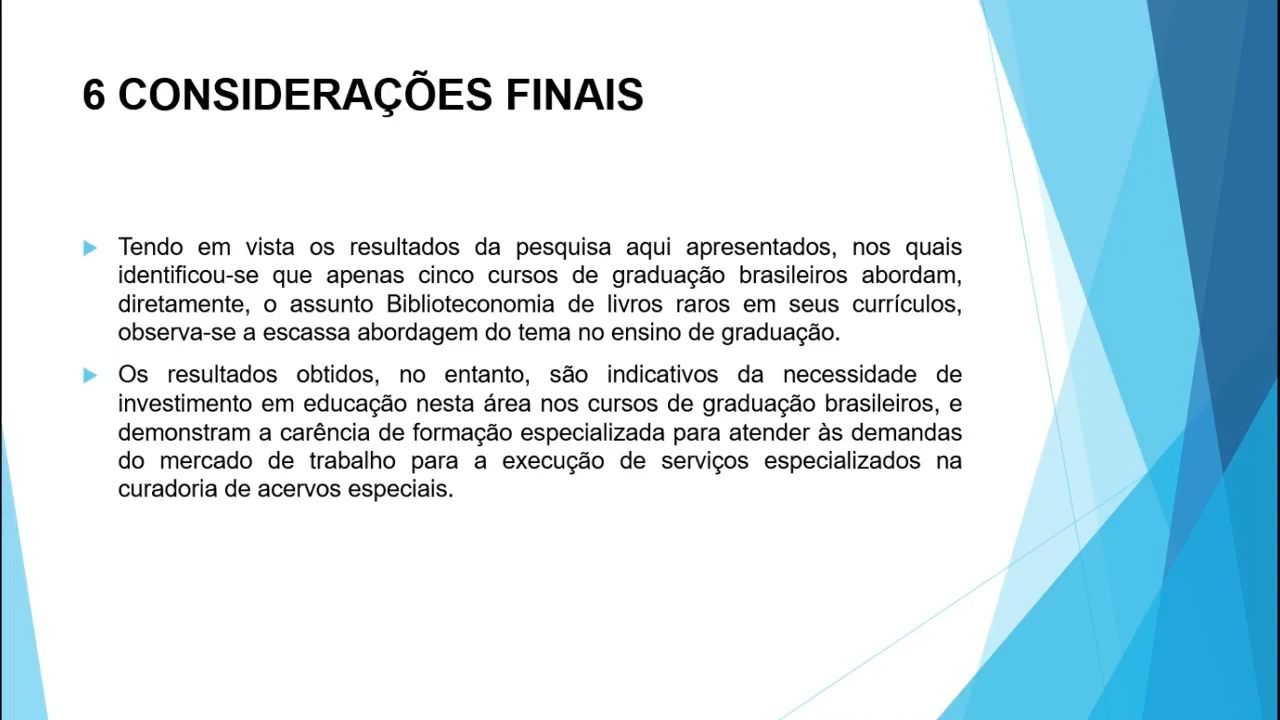 6 CONSIDERAÇÕES FINAIS
Tendo em vista os resultados da pesquisa aqui apresentados, nos quais
identificou-se que apenas cinco cursos de graduação brasileiros abordam,
diretamente, o assunto Biblioteconomia de livros raros em seus currículos,
observa-se a escassa abordagem do tema no ensino de graduação.
Os resultados obtidos, no entanto, são indicativos da necessidade de
investimento em educação nesta área nos cursos de graduação brasileiros, e
demonstram a carência de formação especializada para atender às demandas
do mercado de trabalho para a execução de serviços especializados na
curadoria de acervos especiais.